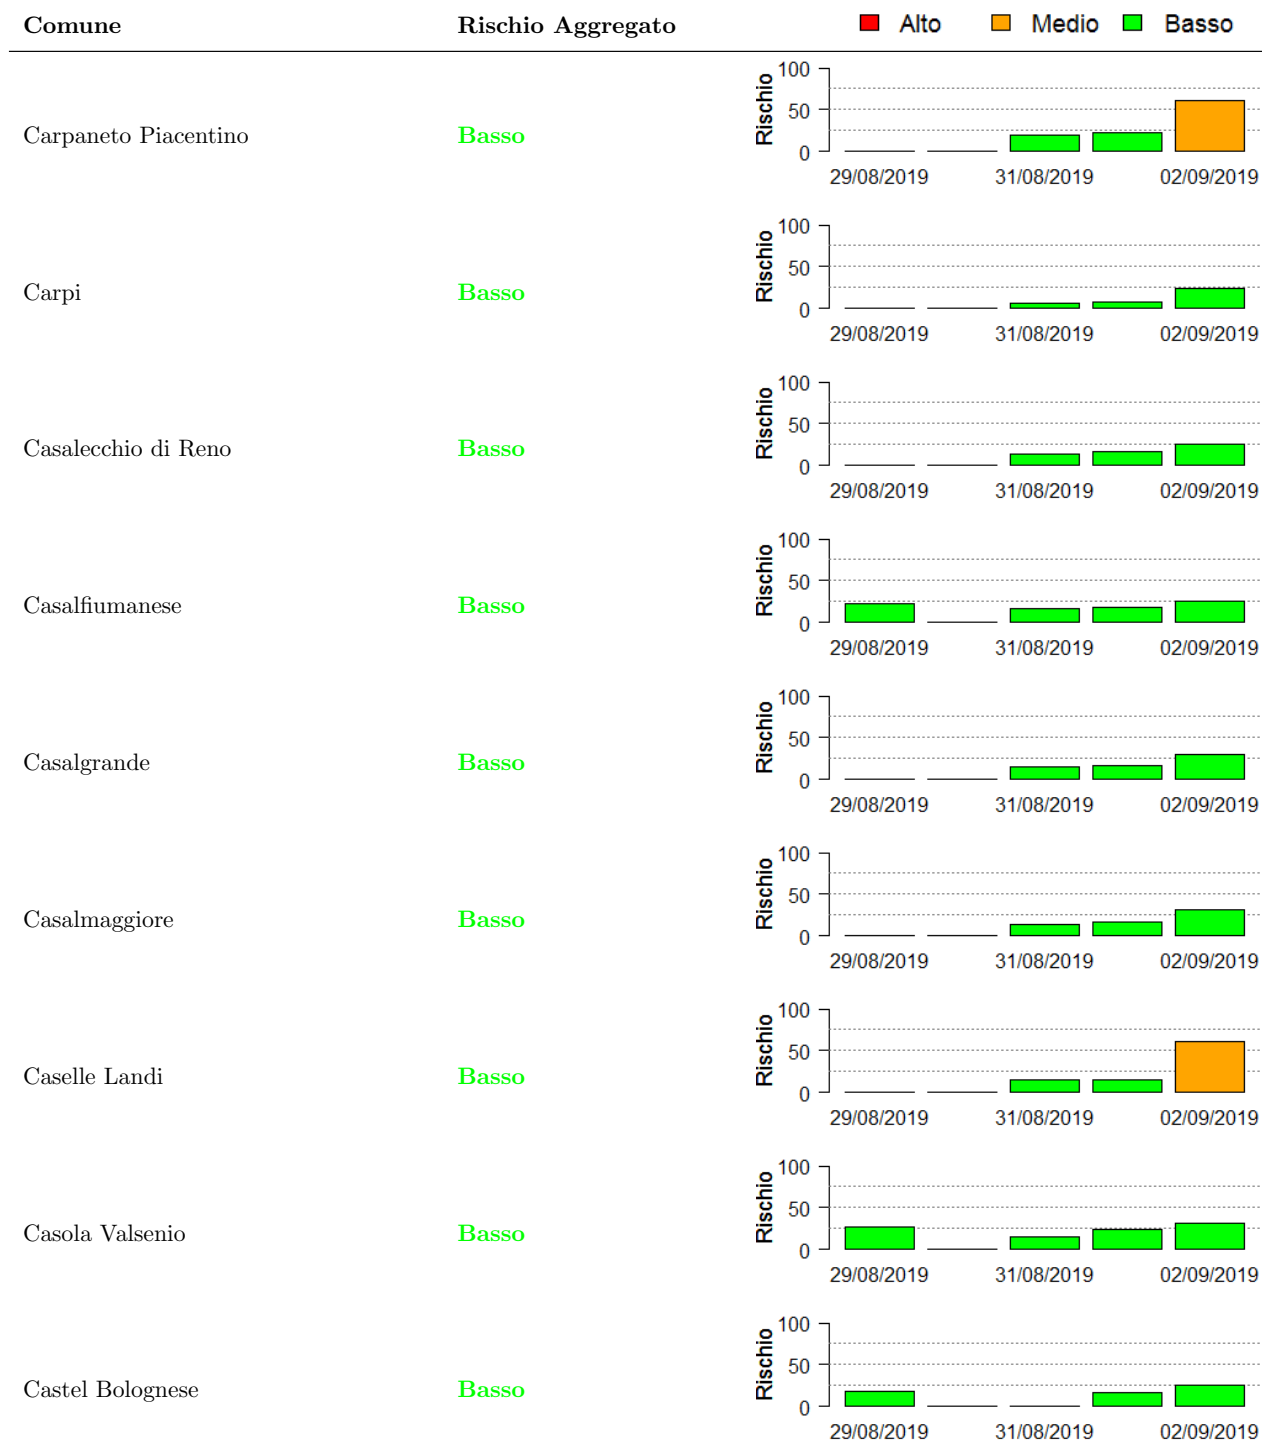 Comune Rischio Aggregato Alto Medio Basso
Carpaneto Piacentino Basso
Rischio
100
50
0
29/08/2019 31/08/2019 02/09/2019
Carpi Basso
Rischio
100
50
0
29/08/2019 31/08/2019 02/09/2019
Casalecchio di Reno Basso
Rischio
100
50
0
29/08/2019 31/08/2019 02/09/2019
Casalfiumanese Basso
Rischio
100
50
0
29/08/2019 31/08/2019 02/09/2019
Casalgrande Basso
Rischio
100
50
0
29/08/2019 31/08/2019 02/09/2019
Casalmaggiore Basso
Rischio
100
50
0
29/08/2019 31/08/2019 02/09/2019
Caselle Landi Basso
Rischio
100
50
0
29/08/2019 31/08/2019 02/09/2019
Casola Valsenio Basso
Rischio
100
50
0
29/08/2019 31/08/2019 02/09/2019
Castel Bolognese Basso
Rischio
100
50
0
29/08/2019 31/08/2019 02/09/2019